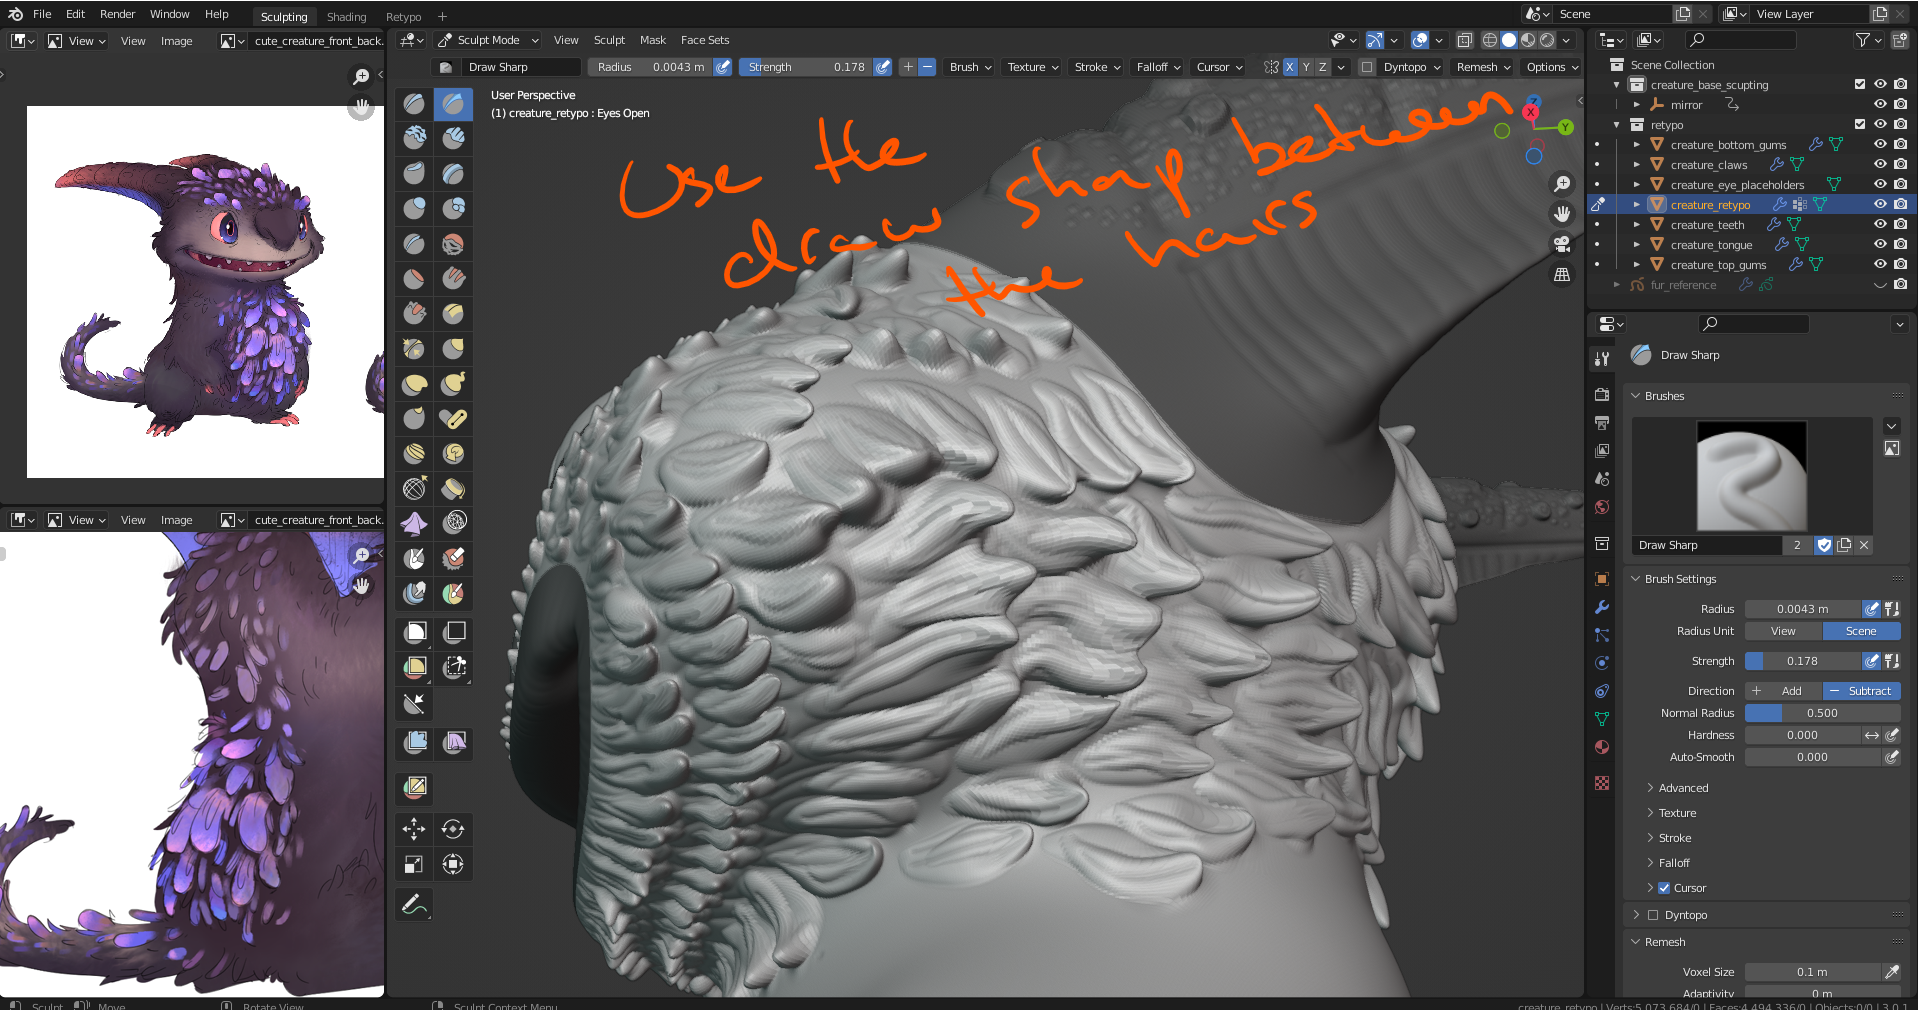 File Edit Render Window Help Sculpting Shading Retypo + Scene View Layer
View View Image cute_creature_front_back.
Sculpt Mode View Sculpt Mask Face Sets
Draw Sharp Radius 0.0043 m Strength 0.178 Brush Texture Stroke Falloff Cursor X Y Z Dyntopo Remesh Options
User Perspective
(1) creature_retypo : Eyes Open
Use the
draw sharp between
the hairs
X
Y
Z
Scene Collection
creature_base_scupting
mirror
retypo
creature_bottom_gums
creature_claws
creature_eye_placeholders
creature_retypo
creature_teeth
creature_tongue
creature_top_gums
fur_reference
Draw Sharp
Brushes
Draw Sharp 2
Brush Settings
Radius 0.0043 m
Radius Unit View Scene
Strength 0.178
Direction + Add − Subtract
Normal Radius 0.500
Hardness 0.000
Auto-Smooth 0.000
Advanced
Texture
Stroke
Falloff
Cursor
Dyntopo
Remesh
Voxel Size 0.1 m
Adaptivity 0 m
View View Image cute_creature_front_back.
Sculpt Move Rotate View Sculpt Context Menu creature_retypo | Verts:5,073,684/0 | Faces:4,494,336/0 | Objects:0/0 | 3.0.1